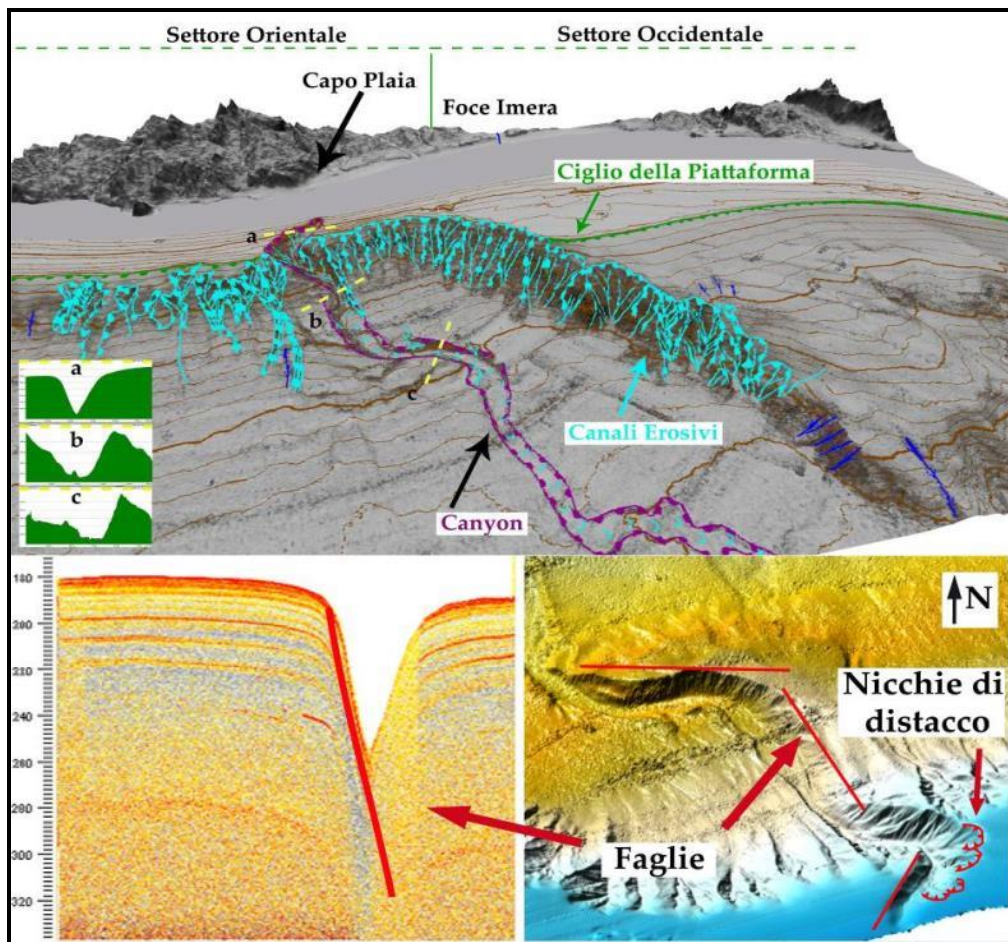 Settore Orientale
Settore Occidentale
Capo Plaia
Foce Imera
Ciglio della Piattaforma
a
b
c
Canali Erosivi
Canyon
a
b
c
180
200
210
240
260
280
300
320
N
Nicchie di
distacco
Faglie